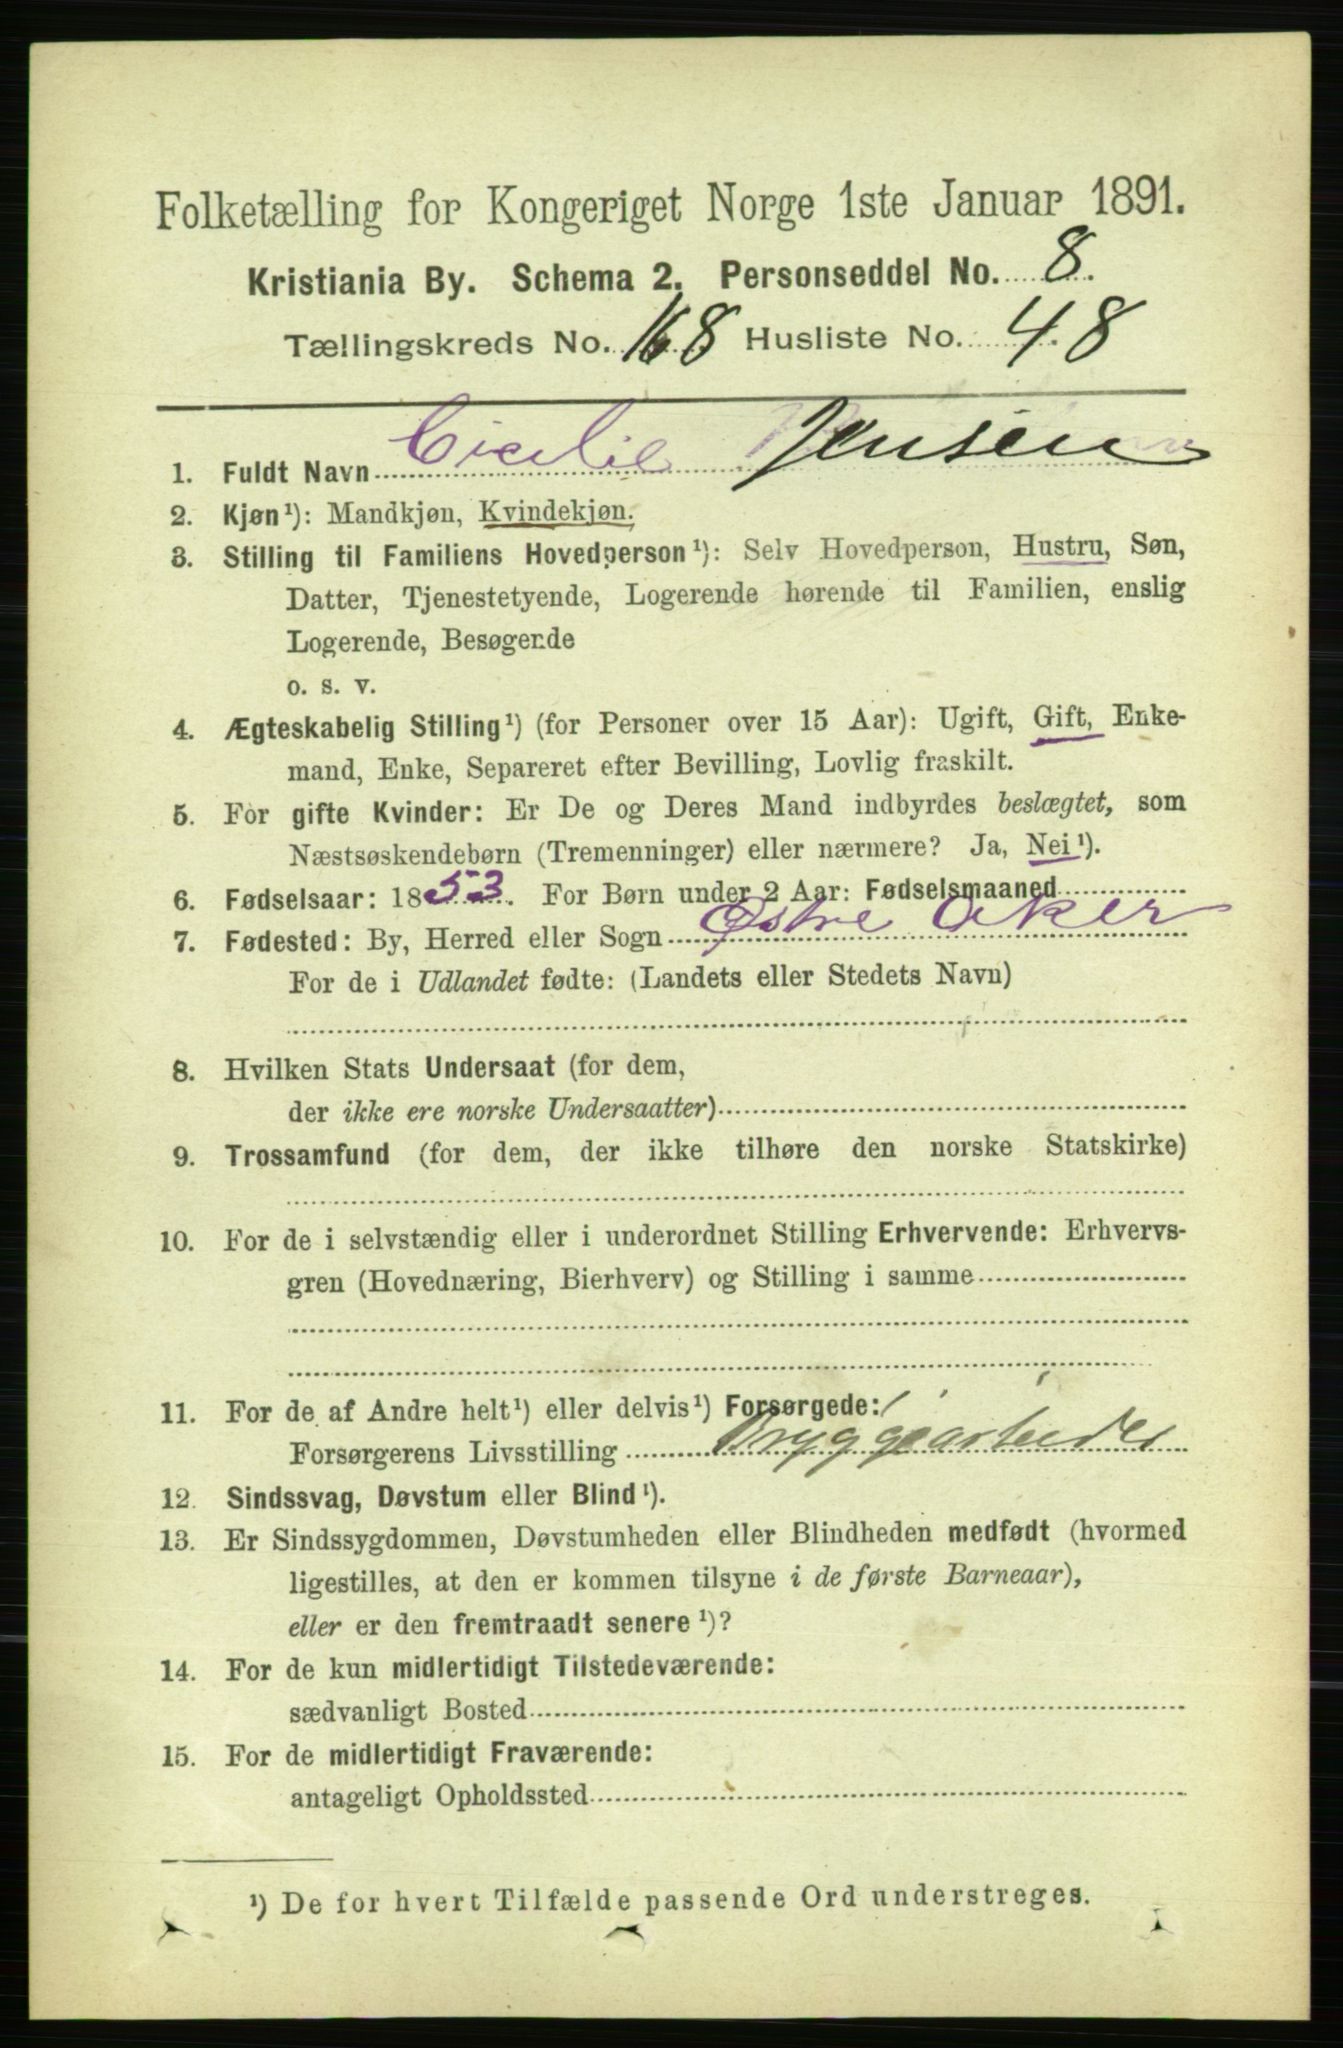 Folketælling for Kongeriget Norge 1ste Januar 1891.
Kristiania By. Schema 2. Personseddel No. 8.
Tællingskreds No. 168 Husliste No. 48
1. Fuldt Navn Cicilie Jensen
2. Kjøn¹): Mandkjøn, Kvindekjøn.
3. Stilling til Familiens Hovedperson¹): Selv Hovedperson, Hustru, Søn,
Datter, Tjenestetyende, Logerende hørende til Familien, enslig
Logerende, Besøgende
o. s. v.
4. Ægteskabelig Stilling¹) (for Personer over 15 Aar): Ugift, Gift, Enke-
mand, Enke, Separeret efter Bevilling, Lovlig fraskilt.
5. For gifte Kvinder: Er De og Deres Mand indbyrdes beslægtet, som
Næstsøskendebørn (Tremenninger) eller nærmere? Ja, Nei¹).
6. Fødselsaar: 1853. For Børn under 2 Aar: Fødselsmaaned
7. Fødested: By, Herred eller Sogn Østre Aker
For de i Udlandet fødte: (Landets eller Stedets Navn)
8. Hvilken Stats Undersaat (for dem,
der ikke ere norske Undersaatter)
9. Trossamfund (for dem, der ikke tilhøre den norske Statskirke)
10. For de i selvstændig eller i underordnet Stilling Erhvervende: Erhvervs-
gren (Hovednæring, Bierhverv) og Stilling i samme
11. For de af Andre helt¹) eller delvis¹) Forsørgede:
Forsørgerens Livsstilling Bryggearbeider
12. Sindssvag, Døvstum eller Blind¹).
13. Er Sindssygdommen, Døvstumheden eller Blindheden medfødt (hvormed
ligestilles, at den er kommen tilsyne i de første Barneaar),
eller er den fremtraadt senere¹)?
14. For de kun midlertidigt Tilstedeværende:
sædvanligt Bosted
15. For de midlertidigt Fraværende:
antageligt Opholdssted
¹) De for hvert Tilfælde passende Ord understreges.